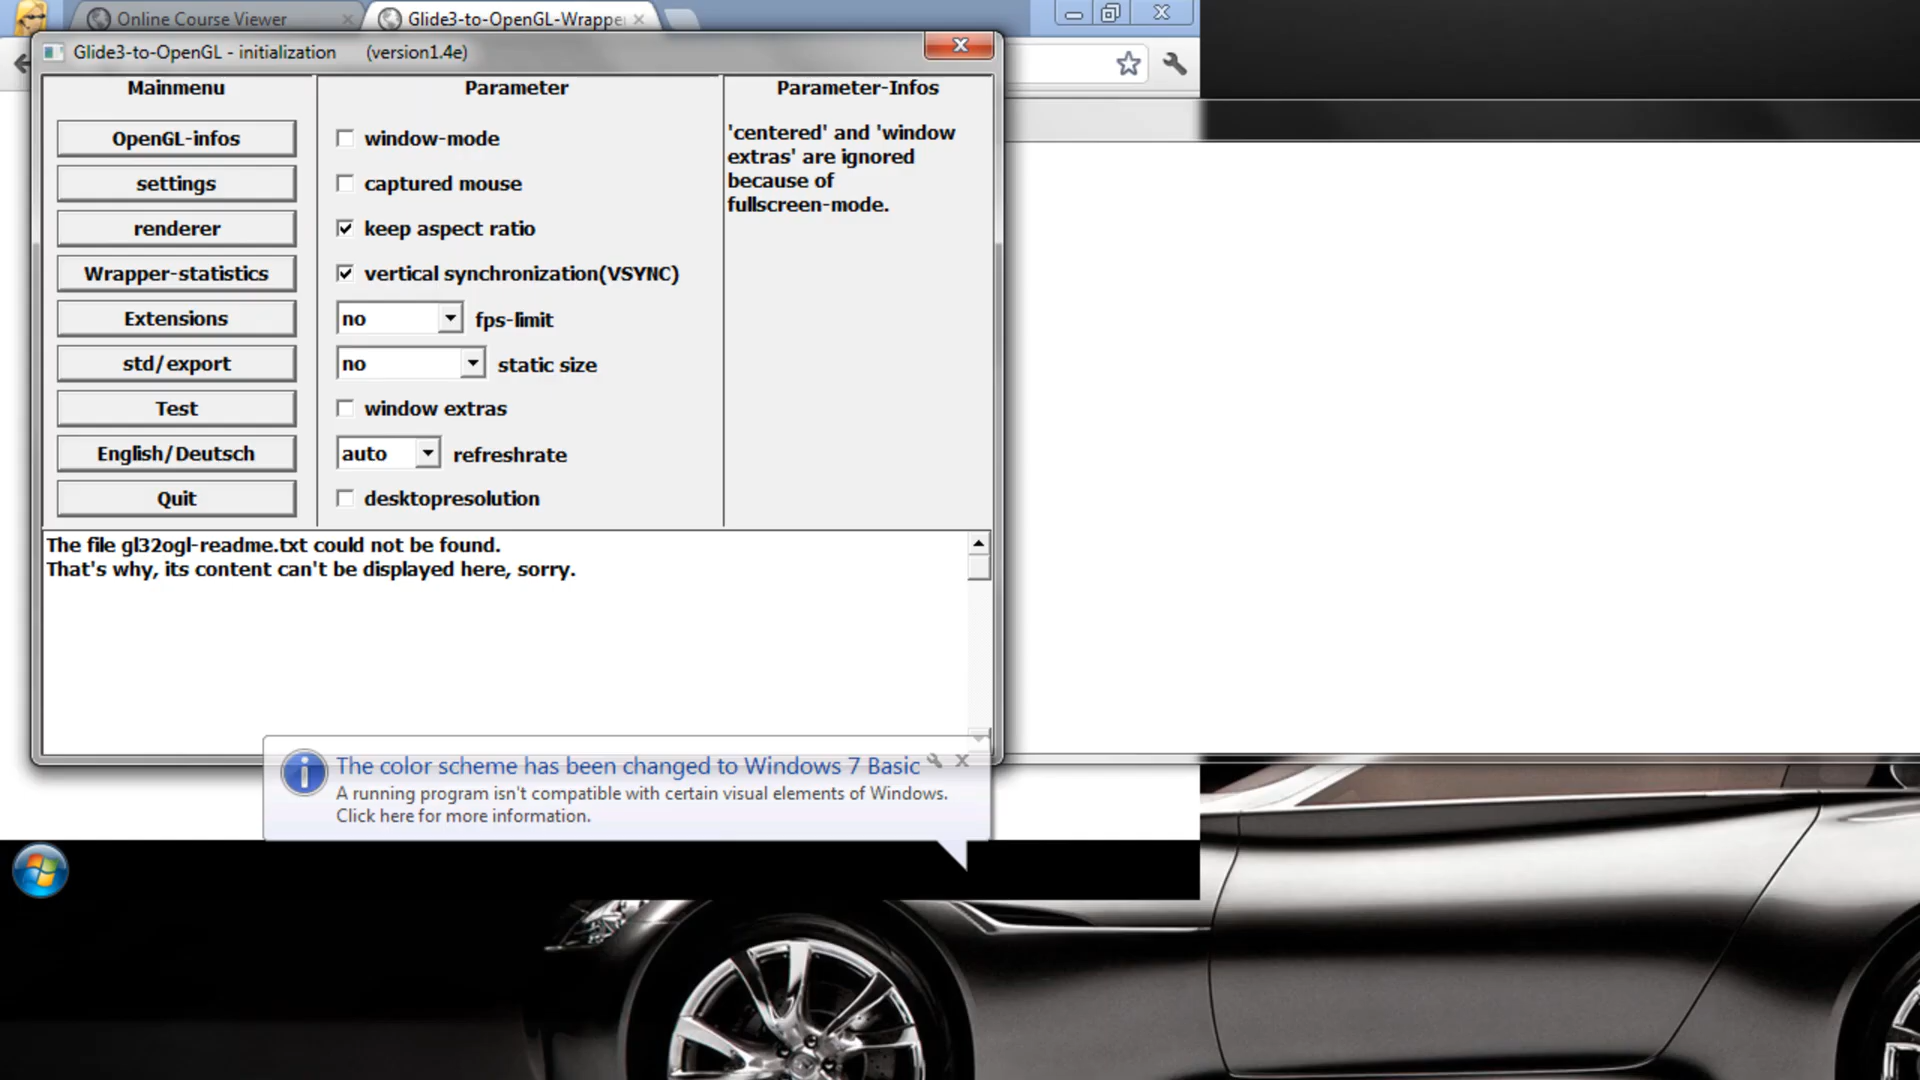 Online Course Viewer
Glide3-to-OpenGL-Wrappe
Glide3-to-OpenGL - initialization (version1.4e)
Mainmenu
OpenGL-infos
settings
renderer
Wrapper-statistics
Extensions
std/export
Test
English/Deutsch
Quit
Parameter
window-mode
captured mouse
keep aspect ratio
vertical synchronization(VSYNC)
no fps-limit
no static size
window extras
auto refreshrate
desktopresolution
Parameter-Infos
'centered' and 'window
extras' are ignored
because of
fullscreen-mode.
The file gl32ogl-readme.txt could not be found.
That's why, its content can't be displayed here, sorry.
The color scheme has been changed to Windows 7 Basic
A running program isn't compatible with certain visual elements of Windows.
Click here for more information.